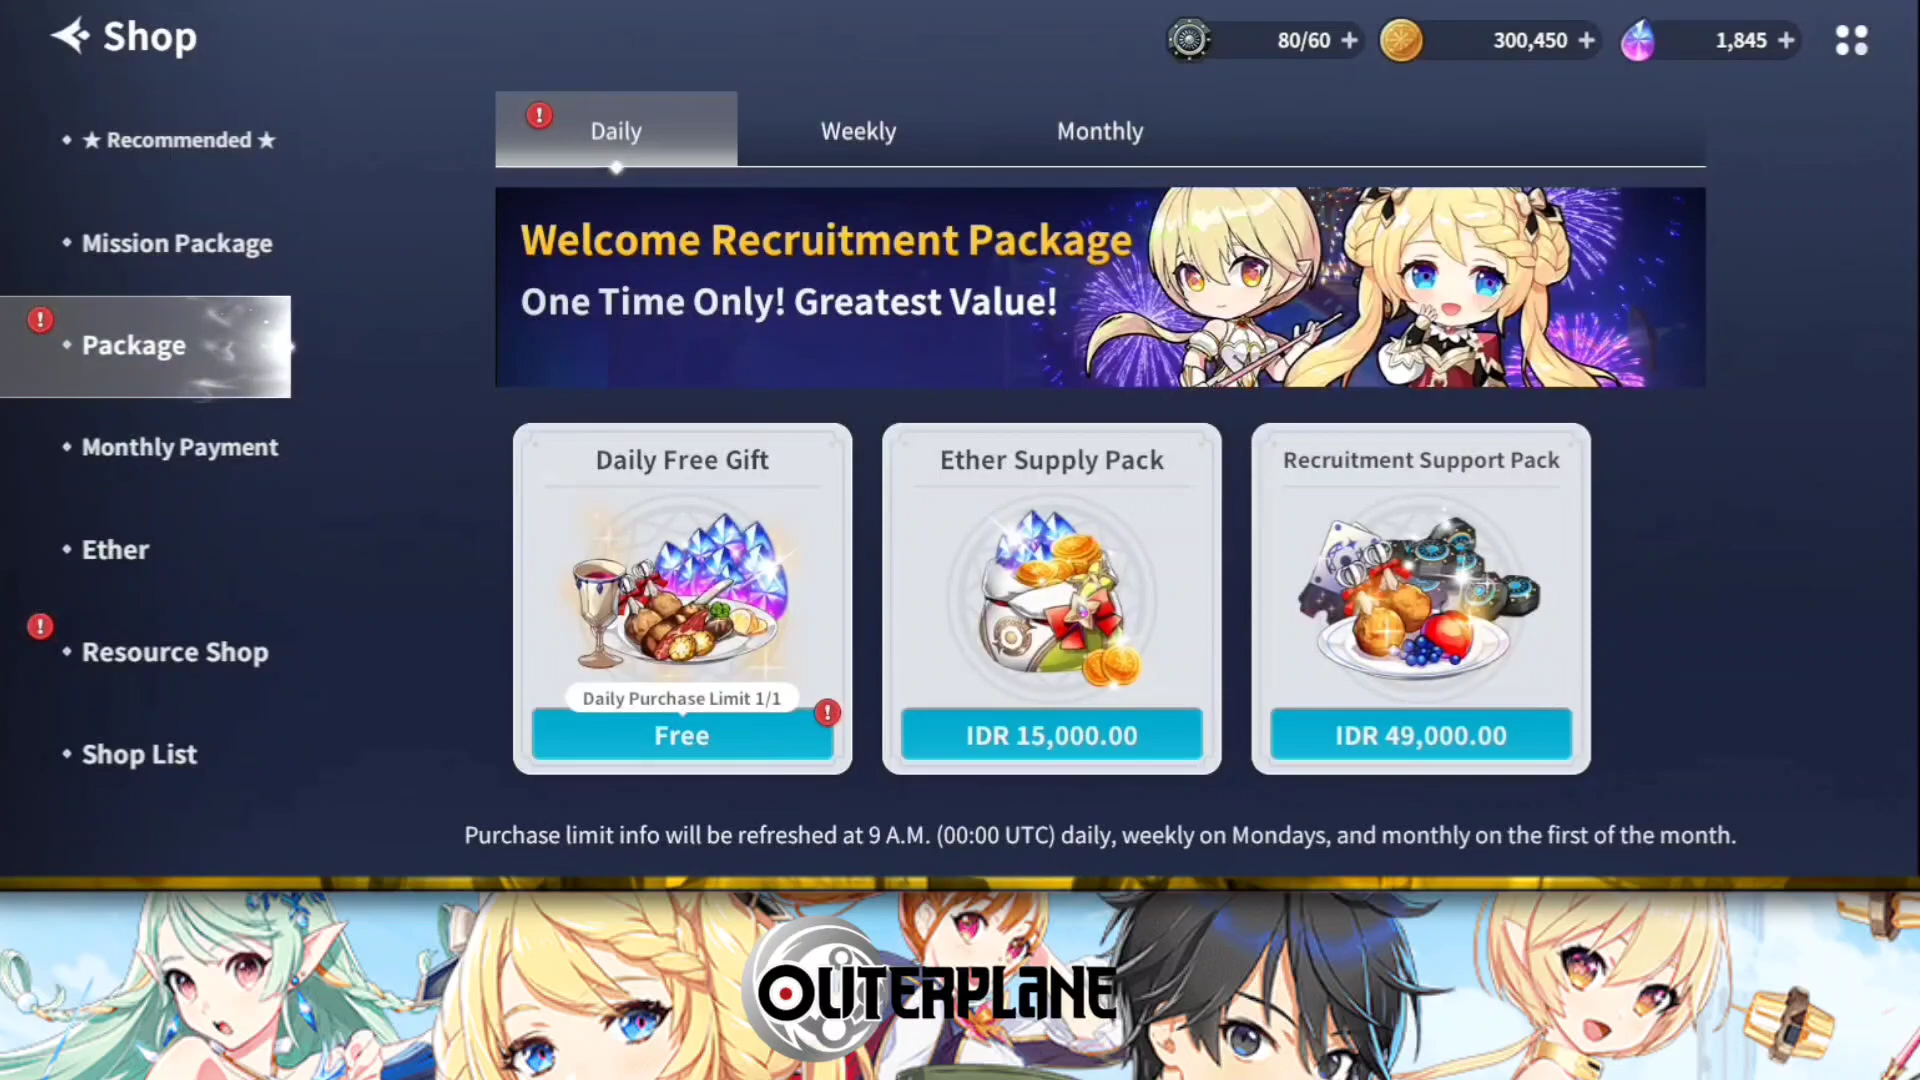 Shop
80/60
300,450
1,845
★ Recommended ★
Mission Package
Package
Monthly Payment
Ether
Resource Shop
Shop List
Daily
Weekly
Monthly
Welcome Recruitment Package
One Time Only! Greatest Value!
Daily Free Gift
Daily Purchase Limit 1/1
Free
Ether Supply Pack
IDR 15,000.00
Recruitment Support Pack
IDR 49,000.00
Purchase limit info will be refreshed at 9 A.M. (00:00 UTC) daily, weekly on Mondays, and monthly on the first of the month.
OUTERPLANE